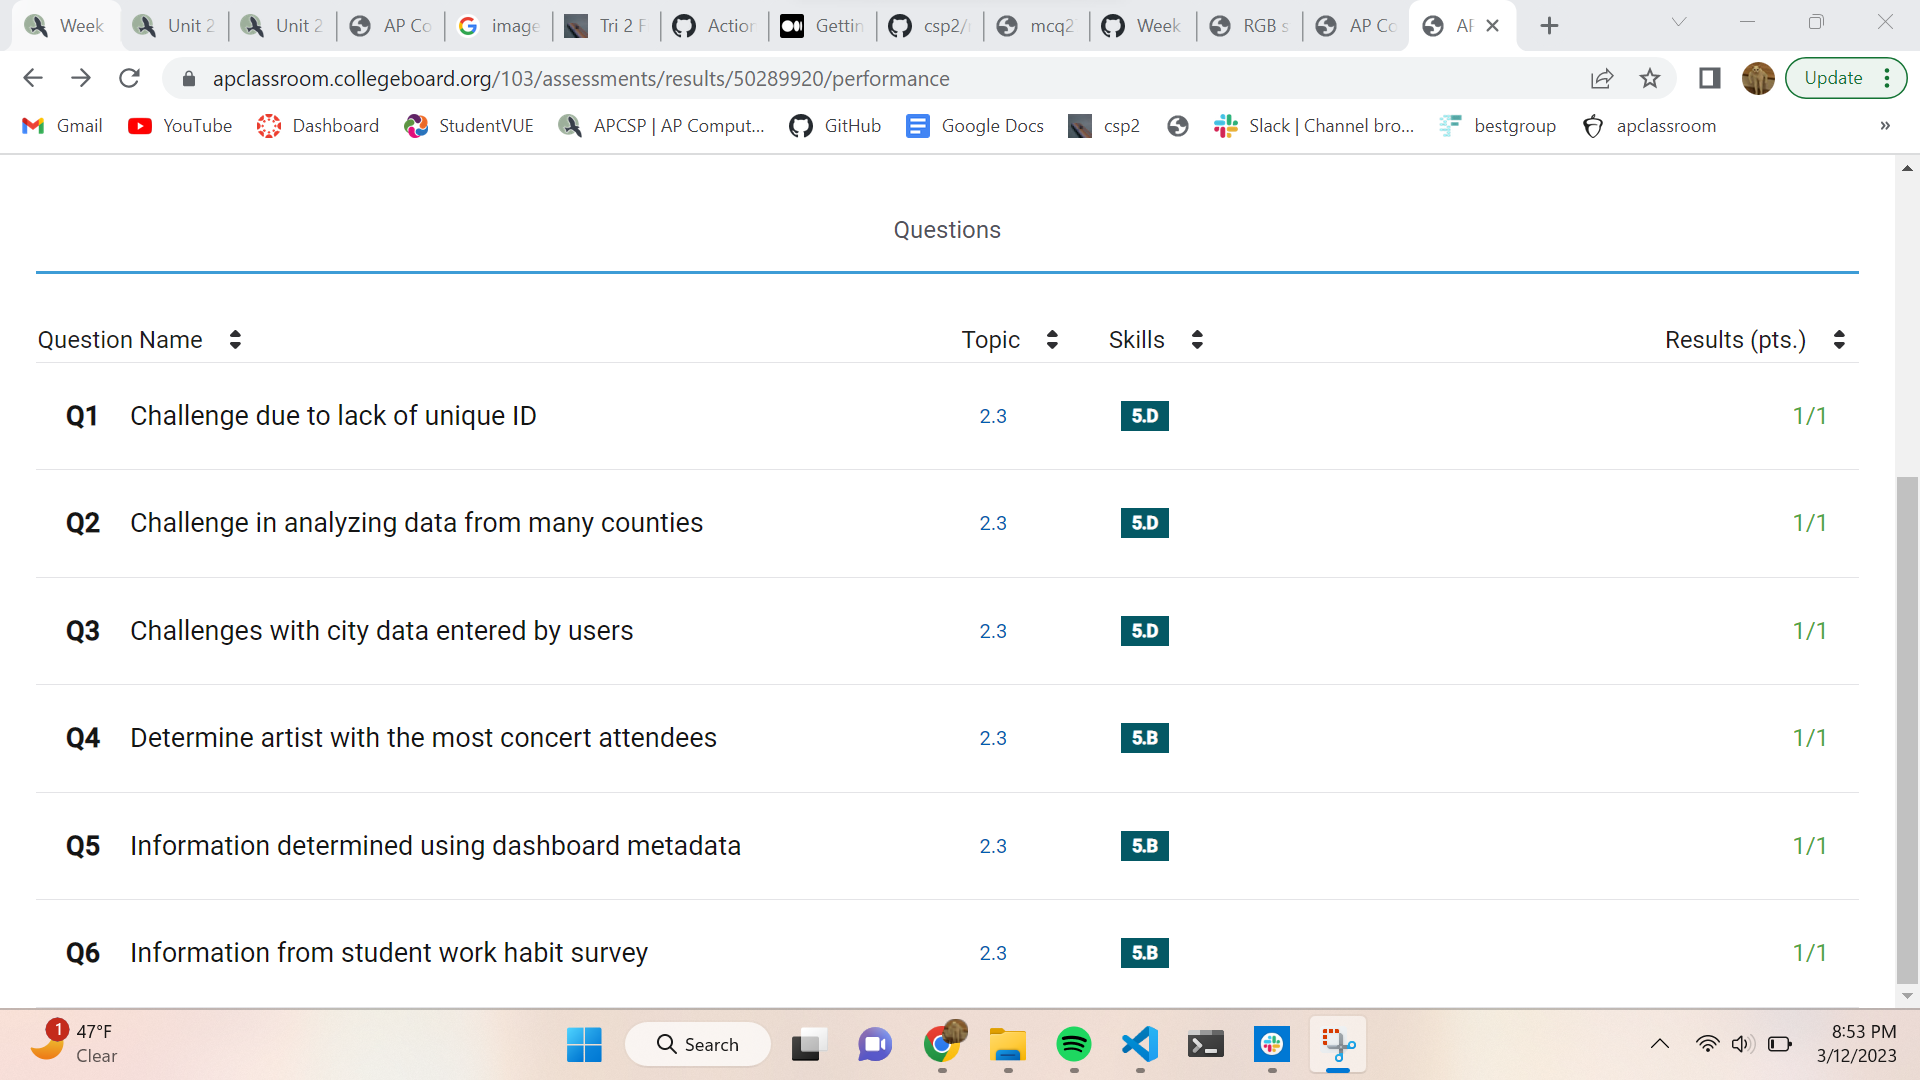 Week
Unit 2
Unit 2
AP Co
image
Tri 2 F
Action
Gettin
csp2/
mcq2
Week
RGB s
AP Co
AP
apclassroom.collegeboard.org/103/assessments/results/50289920/performance
Update
Gmail
YouTube
Dashboard
StudentVUE
APCSP | AP Comput...
GitHub
Google Docs
csp2
Slack | Channel bro...
bestgroup
apclassroom
»
Questions
Question Name Topic Skills Results (pts.)
Q1 Challenge due to lack of unique ID 2.3 5.D 1/1
Q2 Challenge in analyzing data from many counties 2.3 5.D 1/1
Q3 Challenges with city data entered by users 2.3 5.D 1/1
Q4 Determine artist with the most concert attendees 2.3 5.B 1/1
Q5 Information determined using dashboard metadata 2.3 5.B 1/1
Q6 Information from student work habit survey 2.3 5.B 1/1
1
47°F
Clear
Search
8:53 PM
3/12/2023